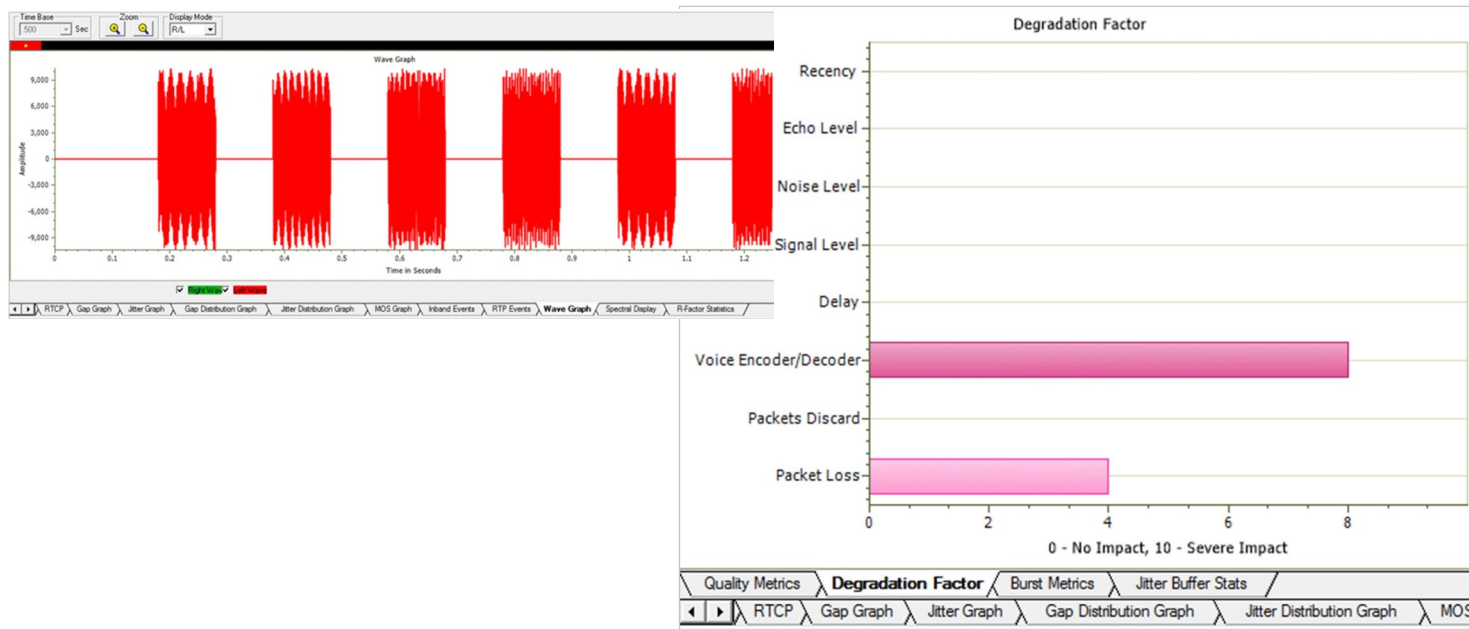 Time Base
.500
Sec
Zoom
Display Mode
R/L
Wave Graph
Amplitude
9,000
6,000
3,000
0
-3,000
-6,000
-9,000
0 0.1 0.2 0.3 0.4 0.5 0.6 0.7 0.8 0.9 1 1.1 1.2
Time in Seconds
Right Wav Left Wave
RTCP Gap Graph Jitter Graph Gap Distribution Graph Jitter Distribution Graph MOS Graph Inband Events RTP Events Wave Graph Spectral Display R-Factor Statistics
Degradation Factor
Recency
Echo Level
Noise Level
Signal Level
Delay
Voice Encoder/Decoder
Packets Discard
Packet Loss
0 2 4 6 8
0 - No Impact, 10 - Severe Impact
Quality Metrics Degradation Factor Burst Metrics Jitter Buffer Stats
RTCP Gap Graph Jitter Graph Gap Distribution Graph Jitter Distribution Graph MOS